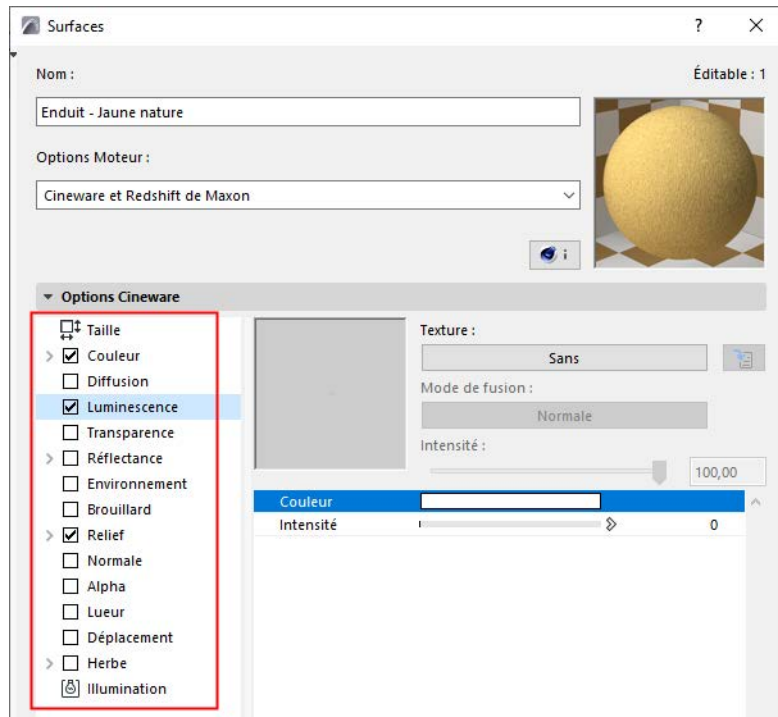 Surfaces
?
Nom :
Éditable : 1
Enduit - Jaune nature
Options Moteur :
Cineware et Redshift de Maxon
i
Options Cineware
Taille
Couleur
Diffusion
Luminescence
Transparence
Réflectance
Environnement
Brouillard
Relief
Normale
Alpha
Lueur
Déplacement
Herbe
Illumination
Texture :
Sans
Mode de fusion :
Normale
Intensité :
100,00
Couleur
Intensité 0